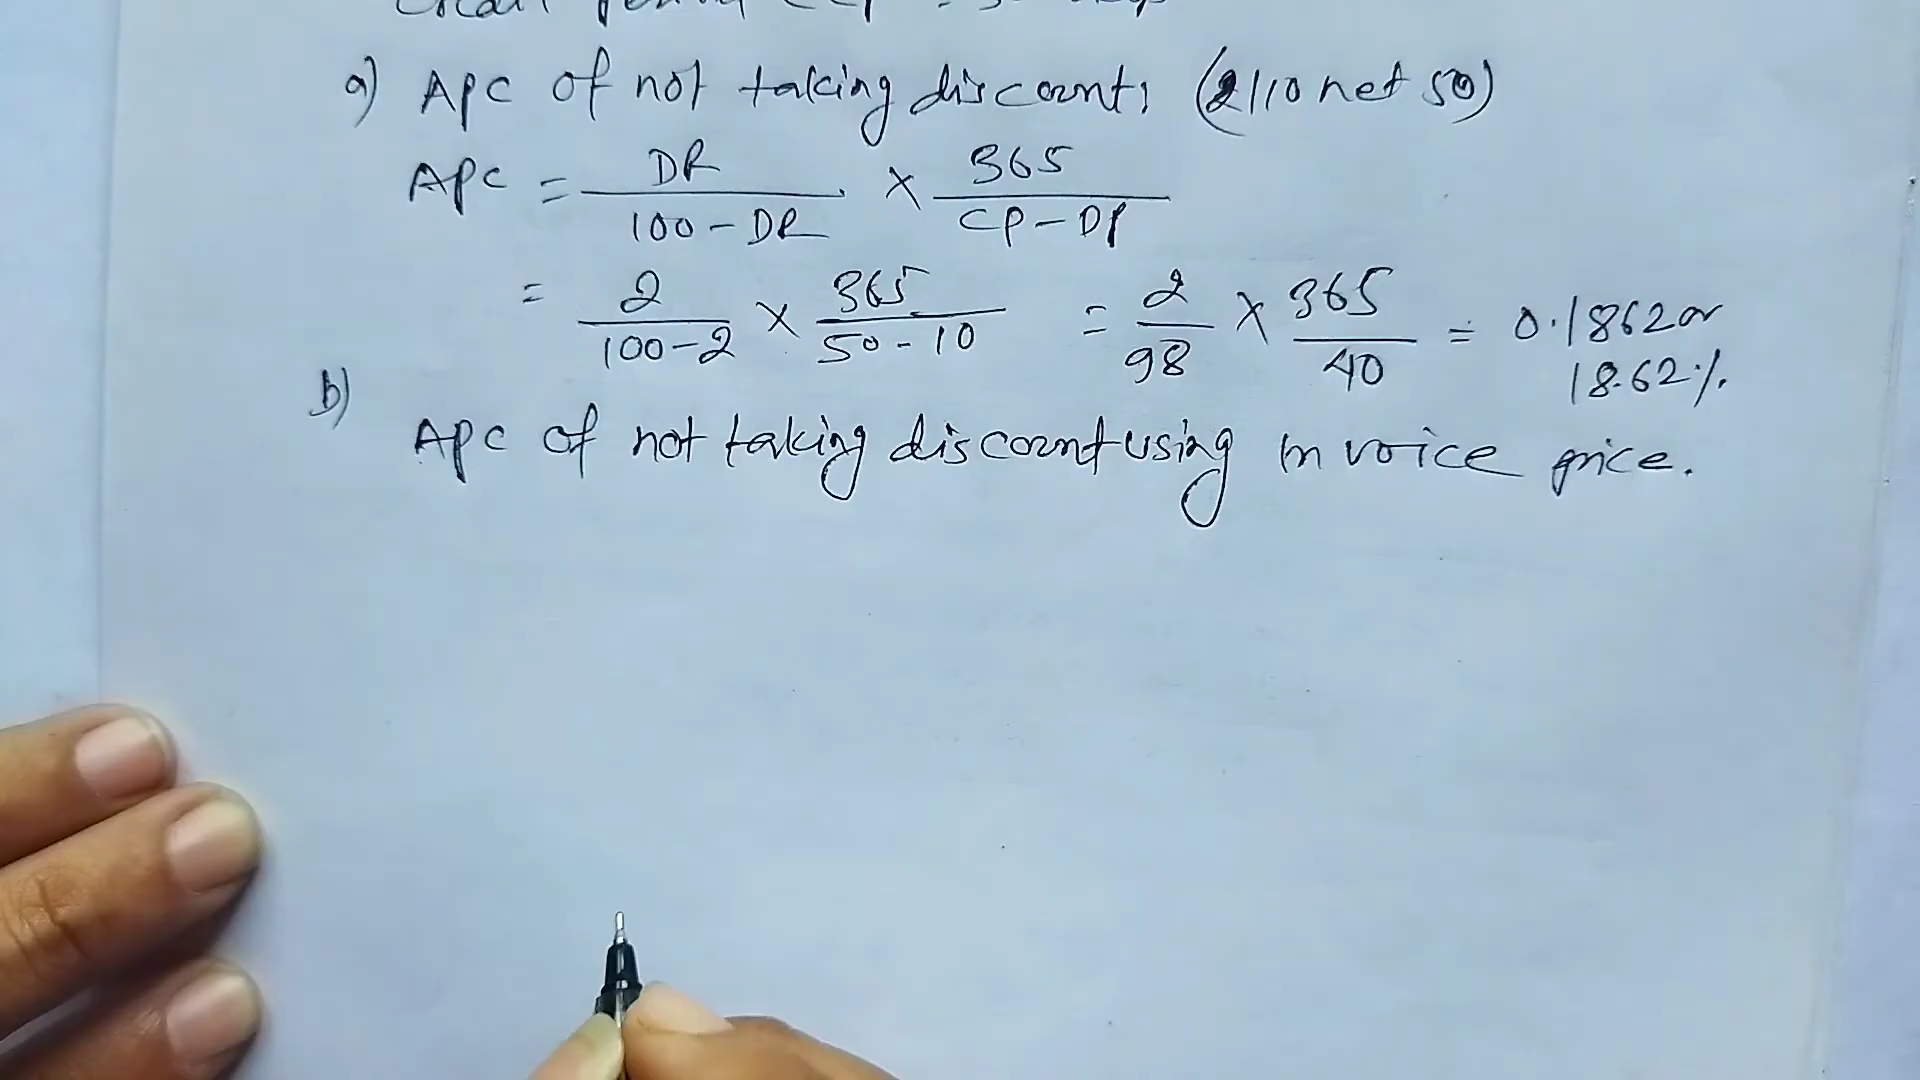 a) APC of not taking discount: (2/10 net 50)
APC = DR / 100 - DR × 365 / CP - DP
= 2 / 100 - 2 × 365 / 50 - 10 = 2 / 98 × 365 / 40 = 0.1862 or
18.62%
b)
APC of not taking discount using invoice price.